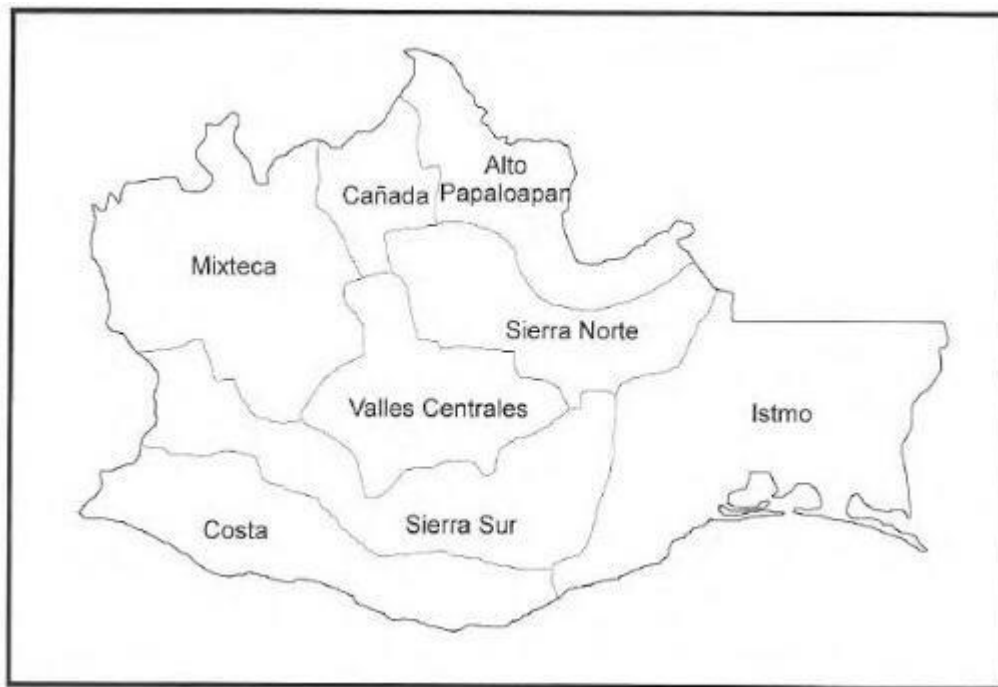 Alto
Papaloapan
Cañada
Mixteca
Sierra Norte
Valles Centrales
Istmo
Costa
Sierra Sur